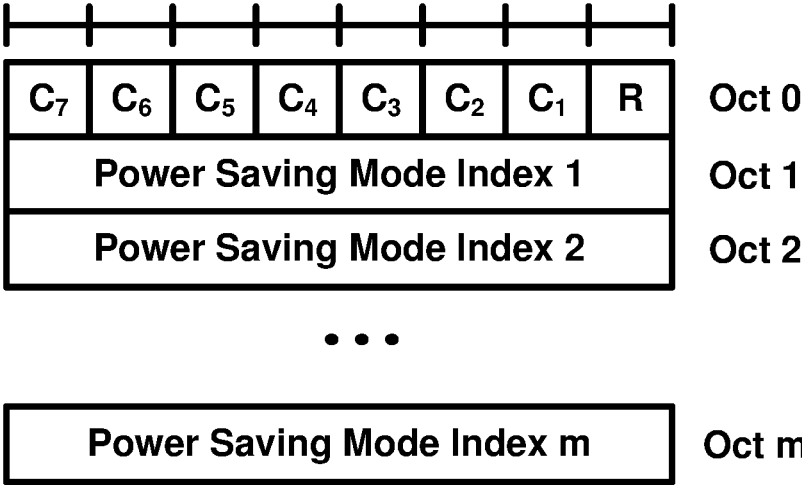 C₇ C₆ C₅ C₄ C₃ C₂ C₁ R Oct 0
Power Saving Mode Index 1 Oct 1
Power Saving Mode Index 2 Oct 2
...
Power Saving Mode Index m Oct m